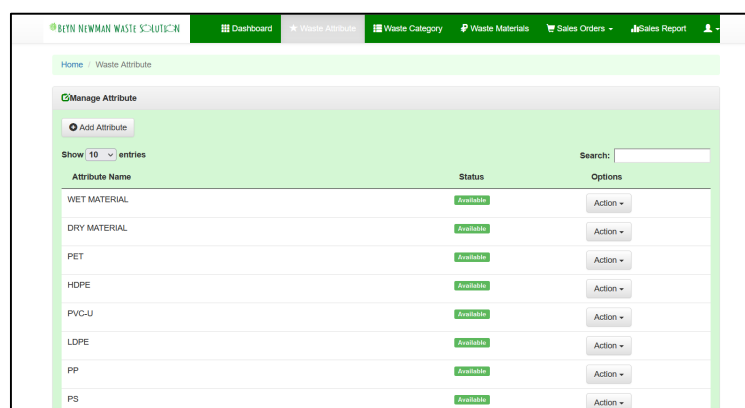 BEYN NEWMAN WASTE SOLUTION Dashboard Waste Attribute Waste Category Waste Materials Sales Orders Sales Report
Home / Waste Attribute
Manage Attribute
Add Attribute
Show 10 entries Search:
Attribute Name Status Options
WET MATERIAL Available Action
DRY MATERIAL Available Action
PET Available Action
HDPE Available Action
PVC-U Available Action
LDPE Available Action
PP Available Action
PS Available Action